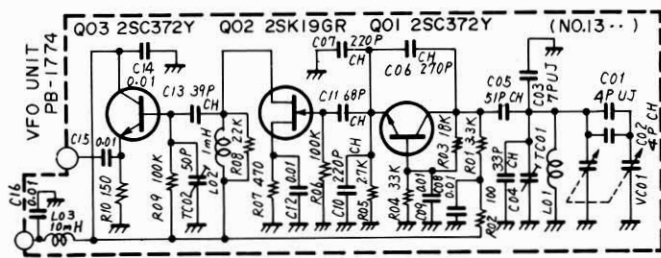 Q03 2SC372Y Q02 2SK19GR Q01 2SC372Y (NO.13··)
VFO UNIT
PB-1774
C14
0.01
C07 220P
CH
CH
C06 270P
C13 39P
CH
C11 68P
CH
C05
51P CH
C03
7PUJ
C01
4P UJ
C02
4P CH
C15
0.01
R10 150
R09 100K
TC02
50P
L02
1mH
R08 2.2K
R07 470
C12 0.01
R06
100K
C10 220P
CH
R05 27K
R04 33K
C09 0.01
C08
0.01
R03 18K
R01 3.3K
R02
100
C04
33P
CH
TC01
L01
VC01
C16
0.01
L03
10mH